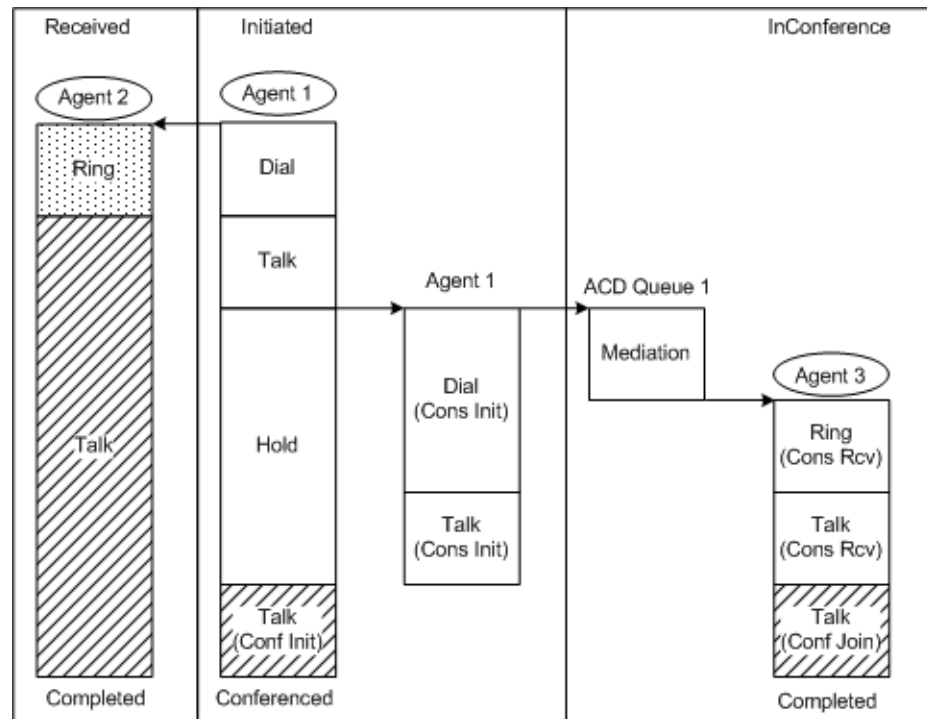 Received
Initiated
InConference
Agent 2
Agent 1
Ring
Dial
Talk
Agent 1
ACD Queue 1
Mediation
Agent 3
Dial
(Cons Init)
Ring
(Cons Rcv)
Talk
Hold
Talk
(Cons Init)
Talk
(Cons Rcv)
Talk
(Conf Init)
Talk
(Conf Join)
Completed
Conferenced
Completed